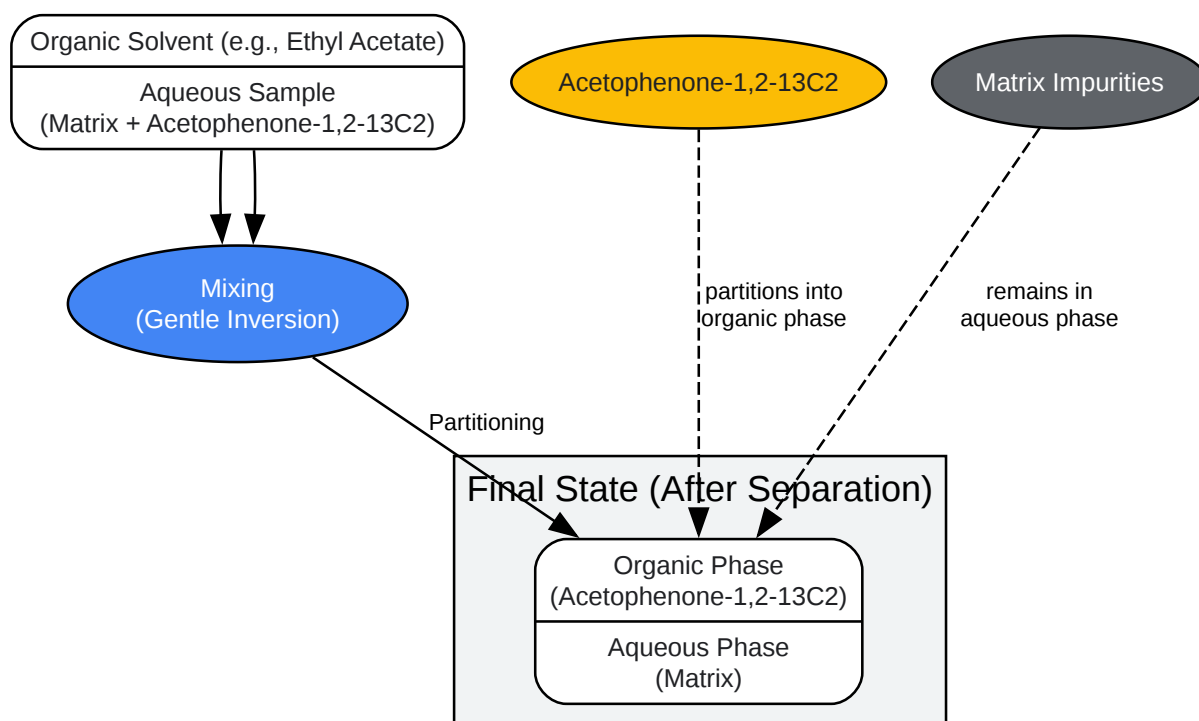 Organic Solvent (e.g., Ethyl Acetate)
Aqueous Sample
(Matrix + Acetophenone-1,2-13C2)
Acetophenone-1,2-13C2
Matrix Impurities
Mixing
(Gentle Inversion)
partitions into
organic phase
remains in
aqueous phase
Partitioning
Final State (After Separation)
Organic Phase
(Acetophenone-1,2-13C2)
Aqueous Phase
(Matrix)